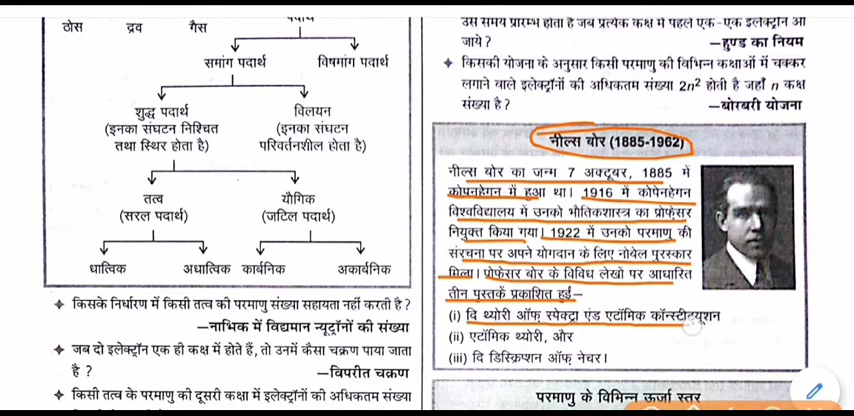 ठोस द्रव गैस
समांग पदार्थ विषमांग पदार्थ
शुद्ध पदार्थ
(इनका संघटन निश्चित
तथा स्थिर होता है)
विलयन
(इनका संघटन
परिवर्तनशील होता है)
तत्व
(सरल पदार्थ)
यौगिक
(जटिल पदार्थ)
धात्विक अधात्विक कार्बनिक अकार्बनिक
किसके निर्धारण में किसी तत्व की परमाणु संख्या सहायता नहीं करती है ?
—नाभिक में विद्यमान न्यूट्रॉनों की संख्या
जब दो इलेक्ट्रॉन एक ही कक्ष में होते हैं, तो उनमें कैसा चक्रण पाया जाता
है ? —विपरीत चक्रण
किसी तत्व के परमाणु की दूसरी कक्षा में इलेक्ट्रॉनों की अधिकतम संख्या
उस समय प्रारम्भ होता है जब प्रत्येक कक्ष में पहले एक-एक इलेक्ट्रॉन आ
जाये ? —हुण्ड का नियम
किसकी योजना के अनुसार किसी परमाणु की विभिन्न कक्षाओं में चक्कर
लगाने वाले इलेक्ट्रॉनों की अधिकतम संख्या 2n² होती है जहाँ n कक्ष
संख्या है ? —बोरबरी योजना
नील्स बोर (1885-1962)
नील्स बोर का जन्म 7 अक्टूबर, 1885 में
कोपनहेगन में हुआ था। 1916 में कोपेनहेगन
विश्वविद्यालय में उनको भौतिकशास्त्र का प्रोफ़ेसर
नियुक्त किया गया। 1922 में उनको परमाणु की
संरचना पर अपने योगदान के लिए नोबेल पुरस्कार
मिला। प्रोफ़ेसर बोर के विविध लेखों पर आधारित
तीन पुस्तकें प्रकाशित हुईं—
(i) दि थ्योरी ऑफ़ स्पेक्ट्रा एंड एटॉमिक कॉन्स्टीट्यूशन
(ii) एटॉमिक थ्योरी, और
(iii) दि डिस्क्रिप्शन ऑफ़ नेचर।
परमाणु के विभिन्न ऊर्जा स्तर